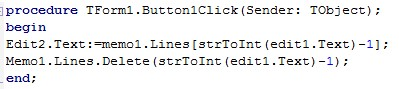 procedure TForm1.Button1Click(Sender: TObject);
begin
Edit2.Text:=memo1.Lines[strToInt(edit1.Text)-1];
Memo1.Lines.Delete(strToInt(edit1.Text)-1);
end;